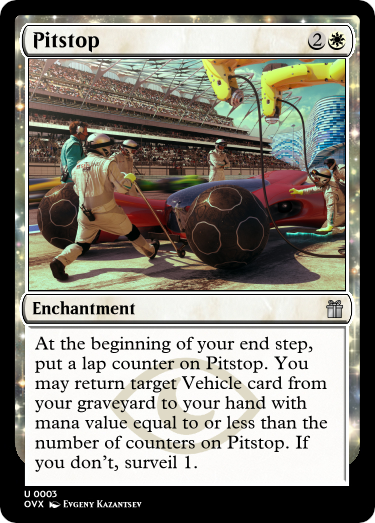 Pitstop 2
Enchantment
At the beginning of your end step,
put a lap counter on Pitstop. You
may return target Vehicle card from
your graveyard to your hand with
mana value equal to or less than the
number of counters on Pitstop. If
you don't, surveil 1.
U 0003
OVX Evgeny Kazantsev